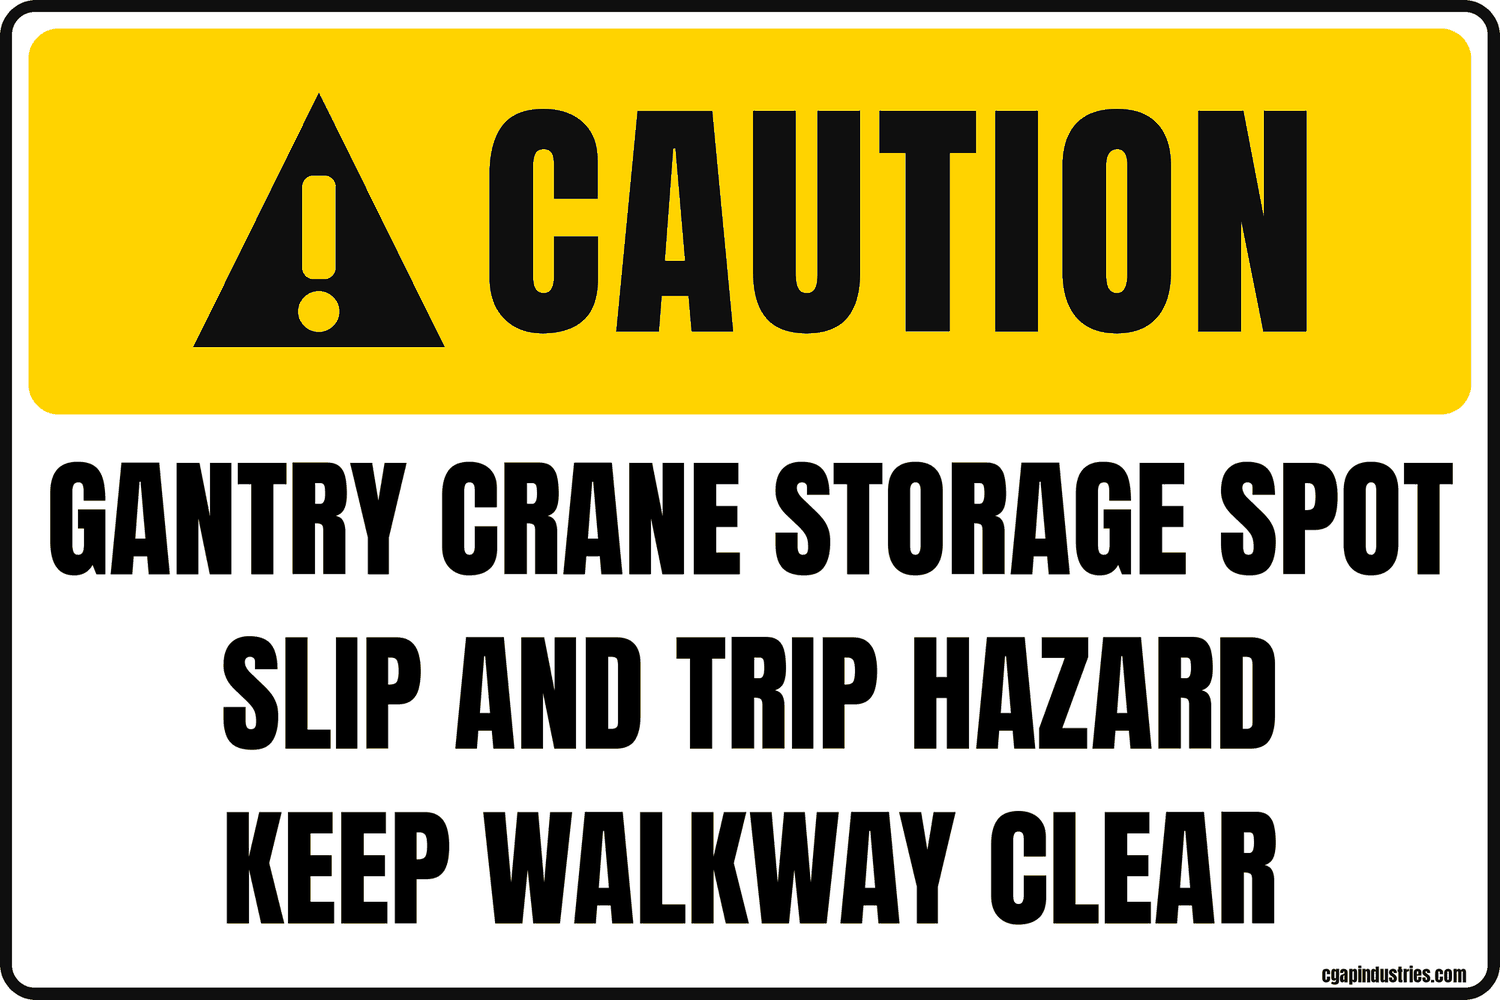 CAUTION
GANTRY CRANE STORAGE SPOT
SLIP AND TRIP HAZARD
KEEP WALKWAY CLEAR
cgapindustries.com